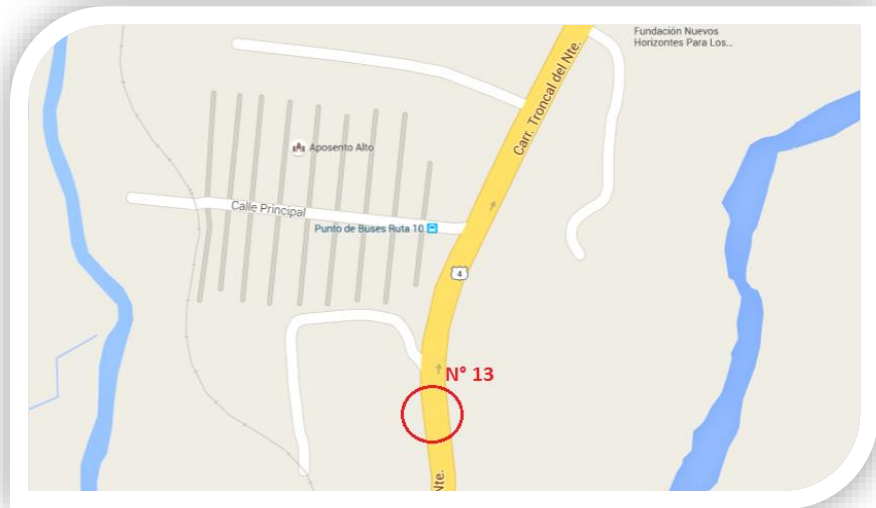 Fundación Nuevos
Horizontes Para Los...
Carr. Troncal del Nte.
Aposento Alto
Calle Principal
Punto de Buses Ruta 10
4
N° 13
Nte.